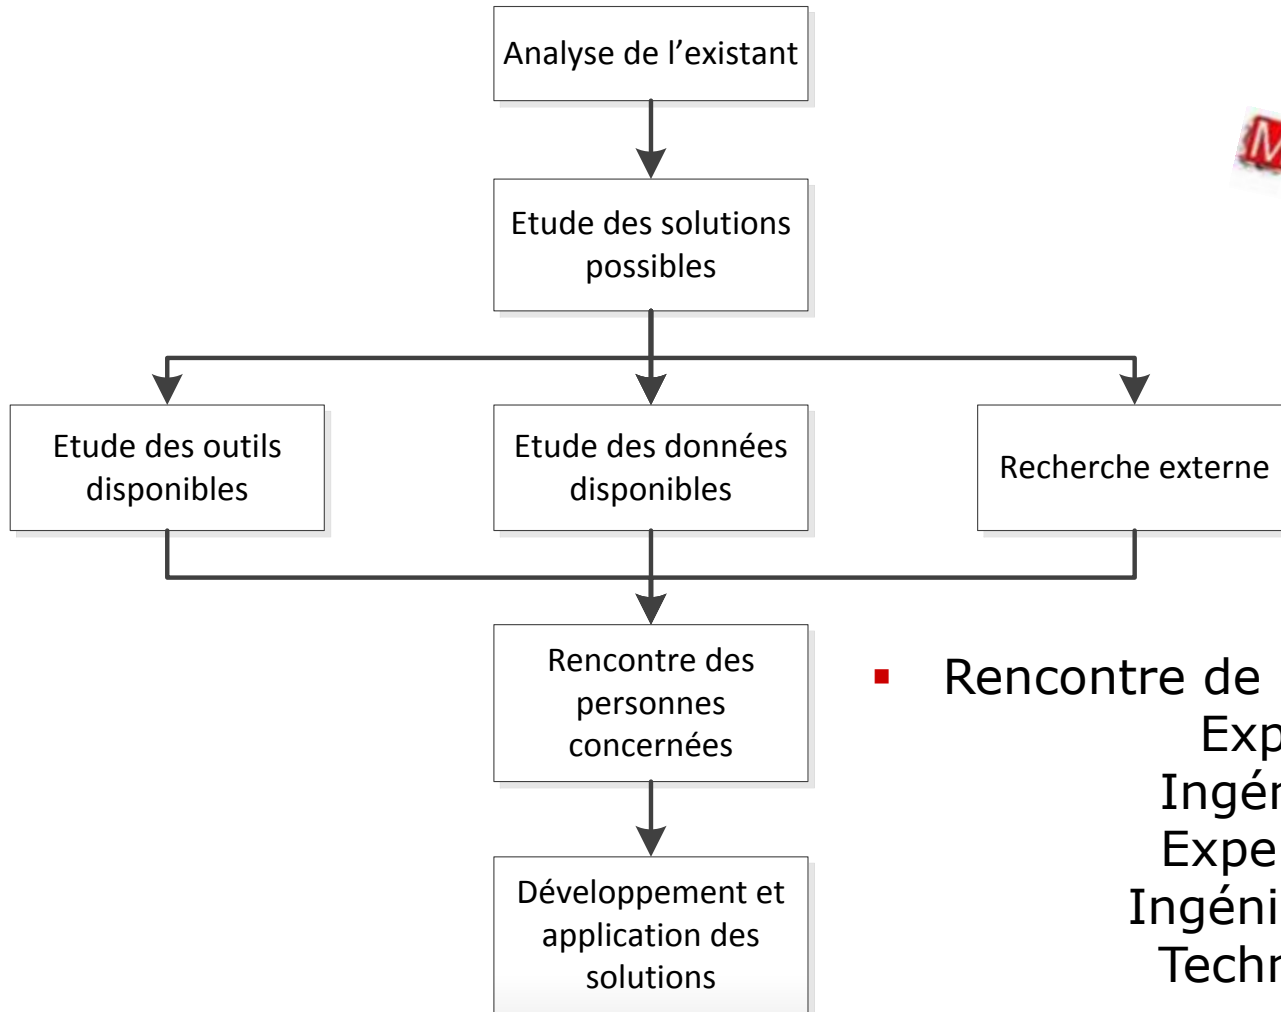 Analyse de l’existant
Etude des solutions
possibles
Etude des outils
disponibles
Etude des données
disponibles
Recherche externe
Rencontre des
personnes
concernées
Développement et
application des
solutions
Rencontre de